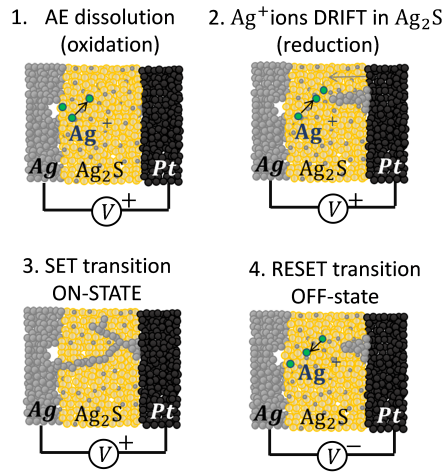 1. AE dissolution
(oxidation)
Ag⁺
Ag Ag₂S Pt
V +
2. Ag⁺ions DRIFT in Ag₂S
(reduction)
Ag⁺
Ag Ag₂S Pt
V +
3. SET transition
ON-STATE
Ag Ag₂S Pt
V +
4. RESET transition
OFF-state
Ag⁺
Ag Ag₂S Pt
V −